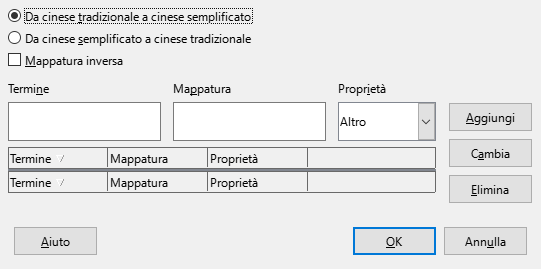 Da cinese tradizionale a cinese semplificato
Da cinese semplificato a cinese tradizionale
Mappatura inversa
Termine Mappatura Proprietà
Altro Aggiungi
Termine / Mappatura Proprietà Cambia
Termine / Mappatura Proprietà
Elimina
Aiuto OK Annulla